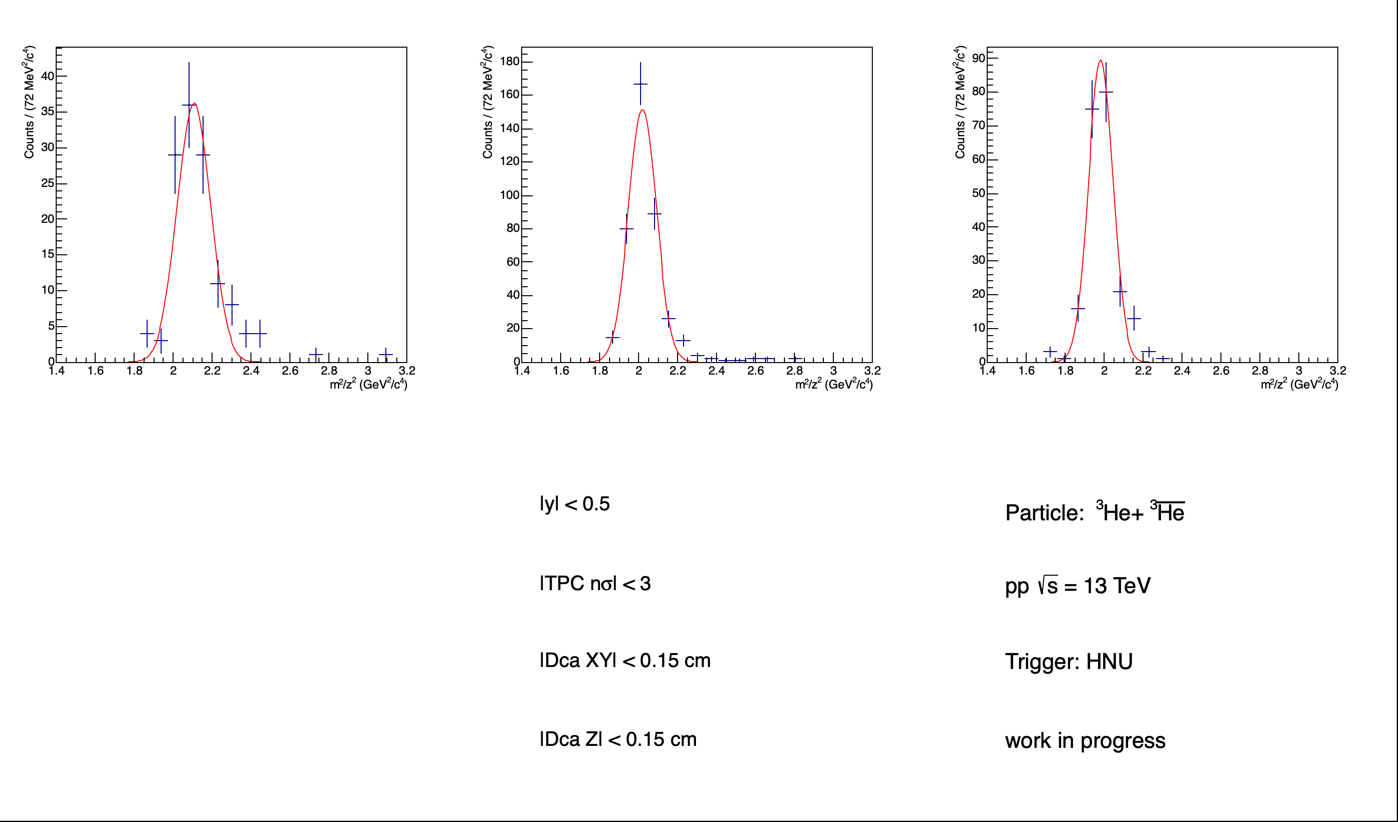 Counts / (72 MeV²/c⁴)
40
35
30
25
20
15
10
5
0
1.4 1.6 1.8 2 2.2 2.4 2.6 2.8 3 3.2
m²/z² (GeV²/c⁴)
Counts / (72 MeV²/c⁴)
180
160
140
120
100
80
60
40
20
0
1.4 1.6 1.8 2 2.2 2.4 2.6 2.8 3 3.2
m²/z² (GeV²/c⁴)
Counts / (72 MeV²/c⁴)
90
80
70
60
50
40
30
20
10
0
1.4 1.6 1.8 2 2.2 2.4 2.6 2.8 3 3.2
m²/z² (GeV²/c⁴)
|y| < 0.5
|TPC nσ| < 3
|Dca XY| < 0.15 cm
|Dca Z| < 0.15 cm
Particle: ³He+ ³H̅e̅
pp √s = 13 TeV
Trigger: HNU
work in progress